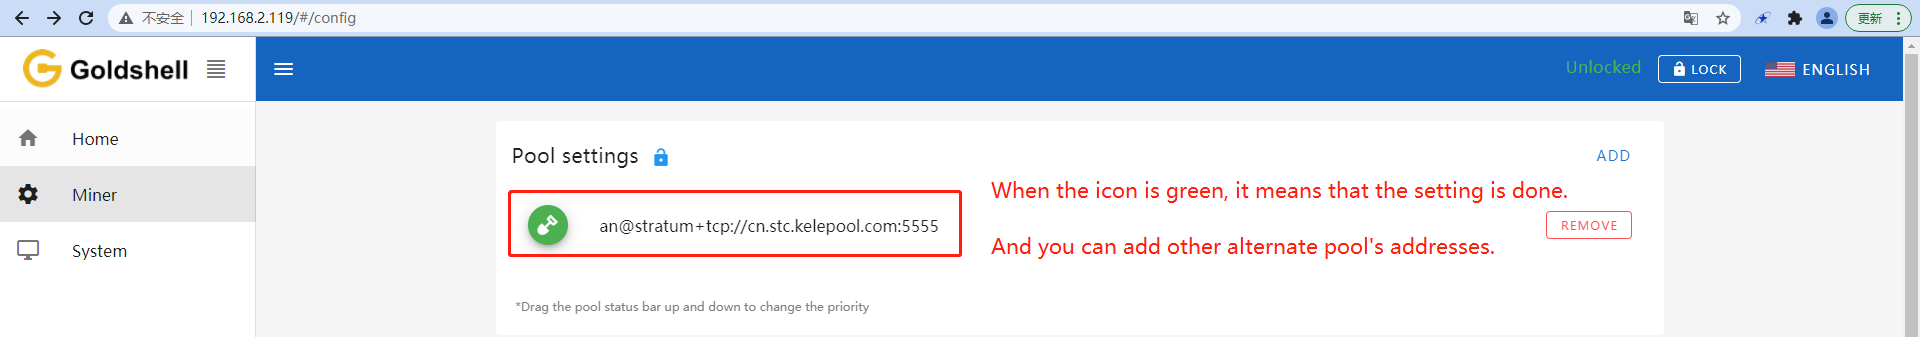 不安全 192.168.2.119/#/config
更新
Goldshell
Unlocked
LOCK
ENGLISH
Home
Miner
System
Pool settings
ADD
an@stratum+tcp://cn.stc.kelepool.com:5555
When the icon is green, it means that the setting is done.
REMOVE
And you can add other alternate pool's addresses.
*Drag the pool status bar up and down to change the priority